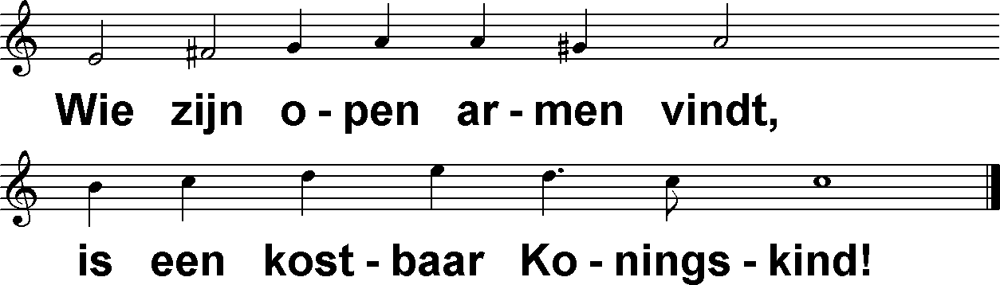 Wie zijn o - pen ar - men vindt,
is een kost - baar Ko - nings - kind!